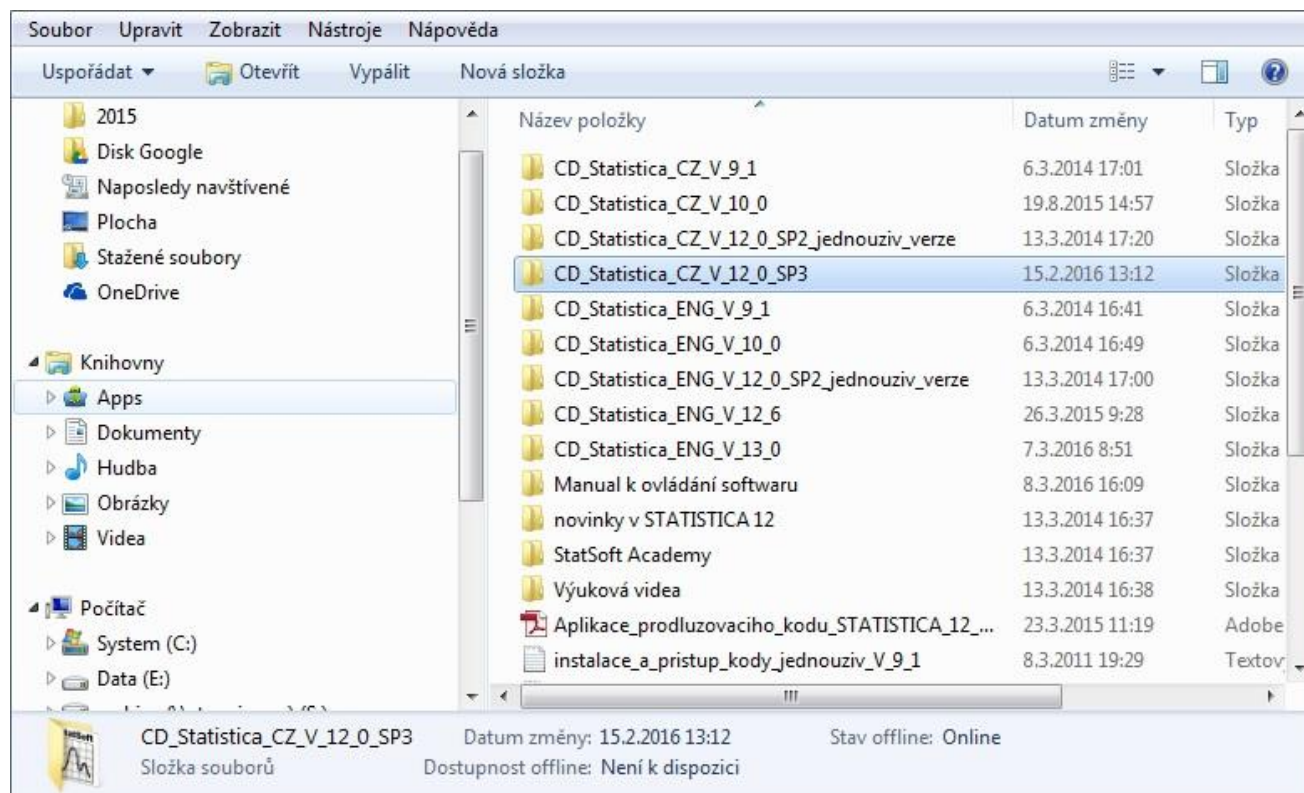 Soubor Upravit Zobrazit Nástroje Nápověda
Uspořádat Otevřít Vypálit Nová složka
2015
Disk Google
Naposledy navštívené
Plocha
Stažené soubory
OneDrive
Knihovny
Apps
Dokumenty
Hudba
Obrázky
Videa
Počítač
System (C:)
Data (E:)
Název položky Datum změny Typ
CD_Statistica_CZ_V_9_1 6.3.2014 17:01 Složka
CD_Statistica_CZ_V_10_0 19.8.2015 14:57 Složka
CD_Statistica_CZ_V_12_0_SP2_jednouziv_verze 13.3.2014 17:20 Složka
CD_Statistica_CZ_V_12_0_SP3 15.2.2016 13:12 Složka
CD_Statistica_ENG_V_9_1 6.3.2014 16:41 Složka
CD_Statistica_ENG_V_10_0 6.3.2014 16:49 Složka
CD_Statistica_ENG_V_12_0_SP2_jednouziv_verze 13.3.2014 17:00 Složka
CD_Statistica_ENG_V_12_6 26.3.2015 9:28 Složka
CD_Statistica_ENG_V_13_0 7.3.2016 8:51 Složka
Manual k ovládání softwaru 8.3.2016 16:09 Složka
novinky v STATISTICA 12 13.3.2014 16:37 Složka
StatSoft Academy 13.3.2014 16:37 Složka
Výuková videa 13.3.2014 16:38 Složka
Aplikace_prodluzovaciho_kodu_STATISTICA_12_... 23.3.2015 11:19 Adobe
instalace_a_pristup_kody_jednouziv_V_9_1 8.3.2011 19:29 Textov
StatSoft
CD_Statistica_CZ_V_12_0_SP3 Datum změny: 15.2.2016 13:12 Stav offline: Online
Složka souborů Dostupnost offline: Není k dispozici